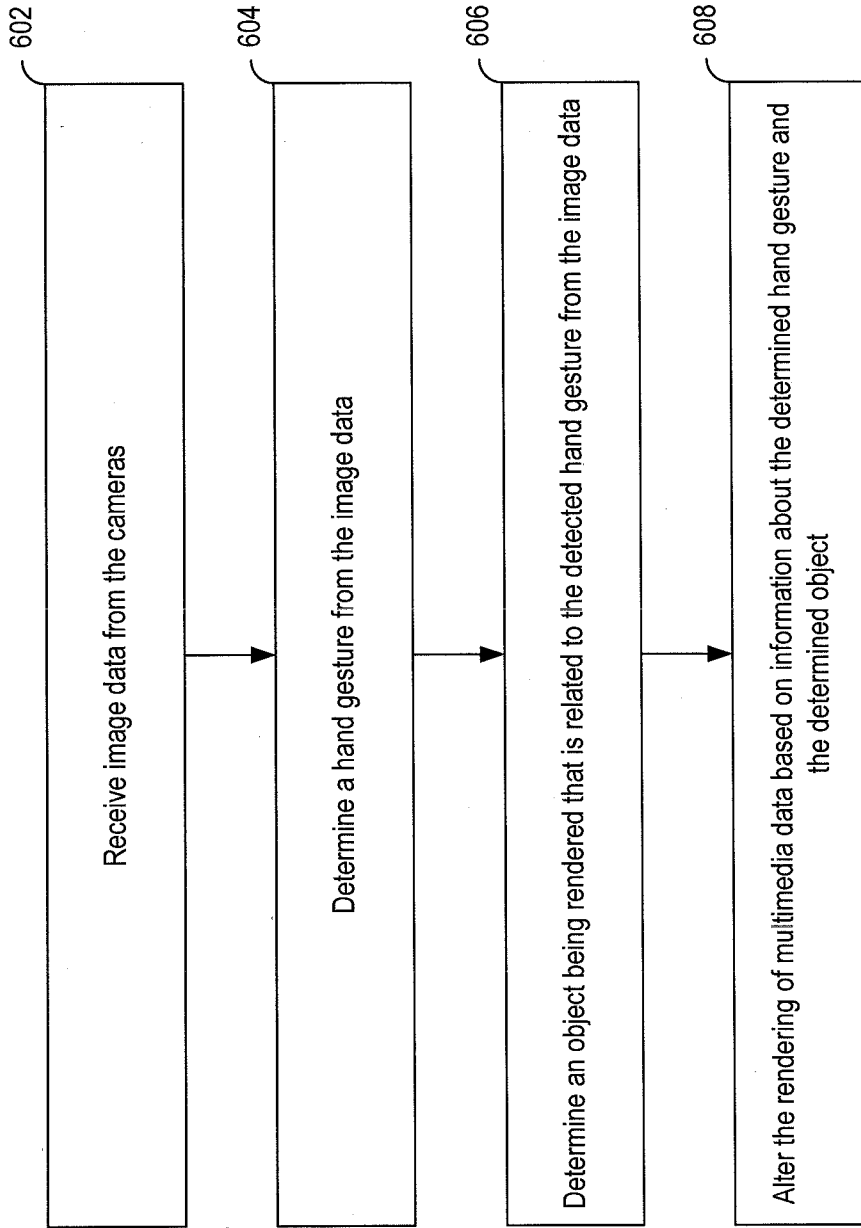 602
Receive image data from the cameras
604
Determine a hand gesture from the image data
606
Determine an object being rendered that is related to the detected hand gesture from the image data
608
Alter the rendering of multimedia data based on information about the determined hand gesture and
the determined object